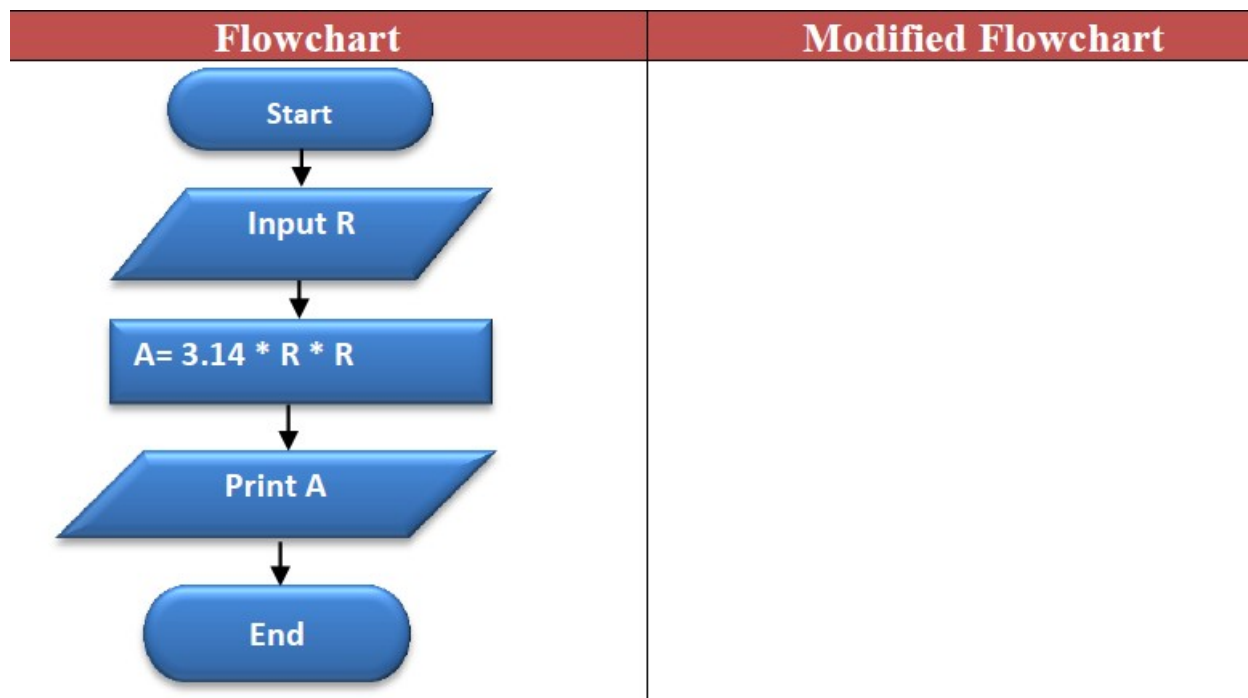 Flowchart
Modified Flowchart
Start
Input R
A= 3.14 * R * R
Print A
End